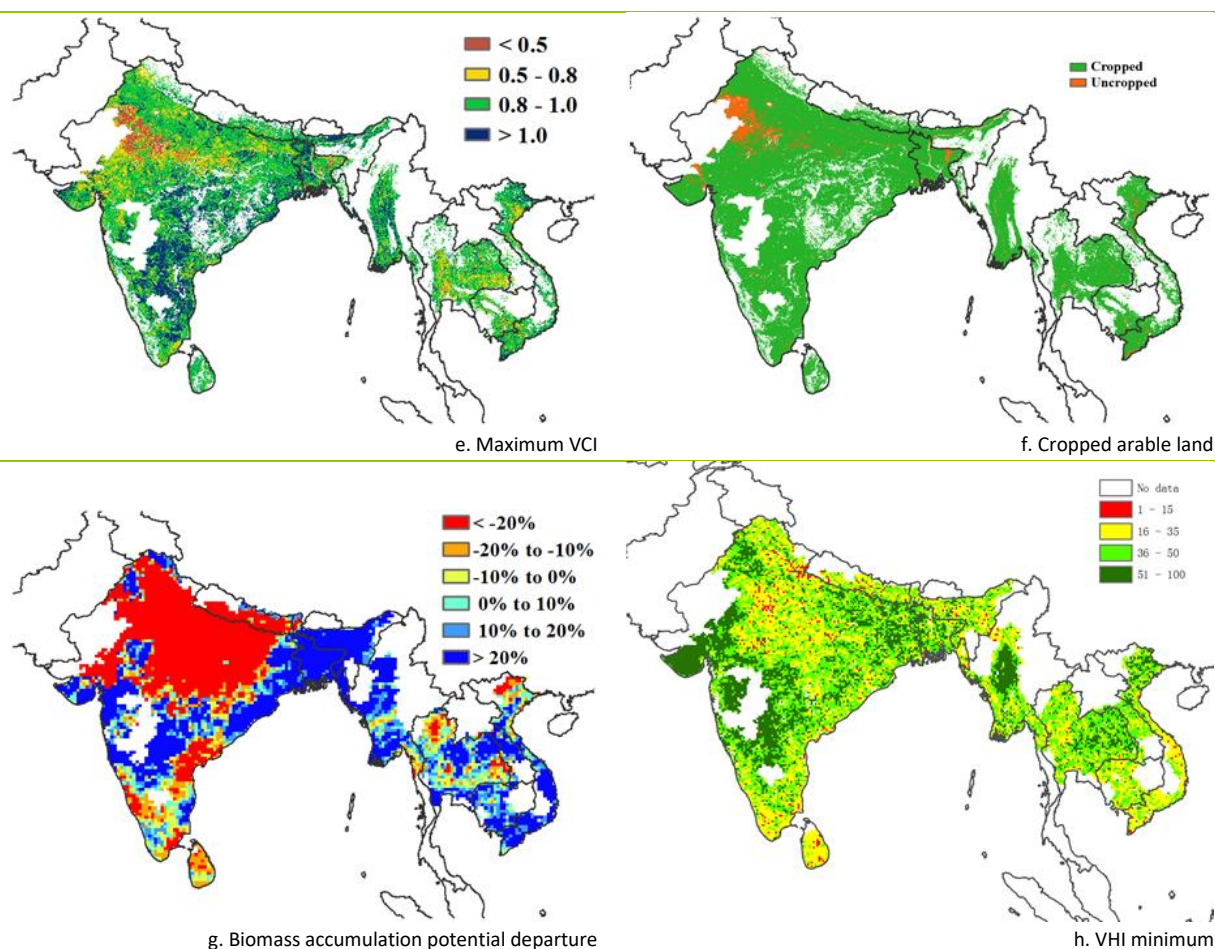 < 0.5
0.5 - 0.8
0.8 - 1.0
> 1.0
e. Maximum VCI
Cropped
Uncropped
f. Cropped arable land
< -20%
-20% to -10%
-10% to 0%
0% to 10%
10% to 20%
> 20%
g. Biomass accumulation potential departure
No data
1 - 15
16 - 35
36 - 50
51 - 100
h. VHI minimum